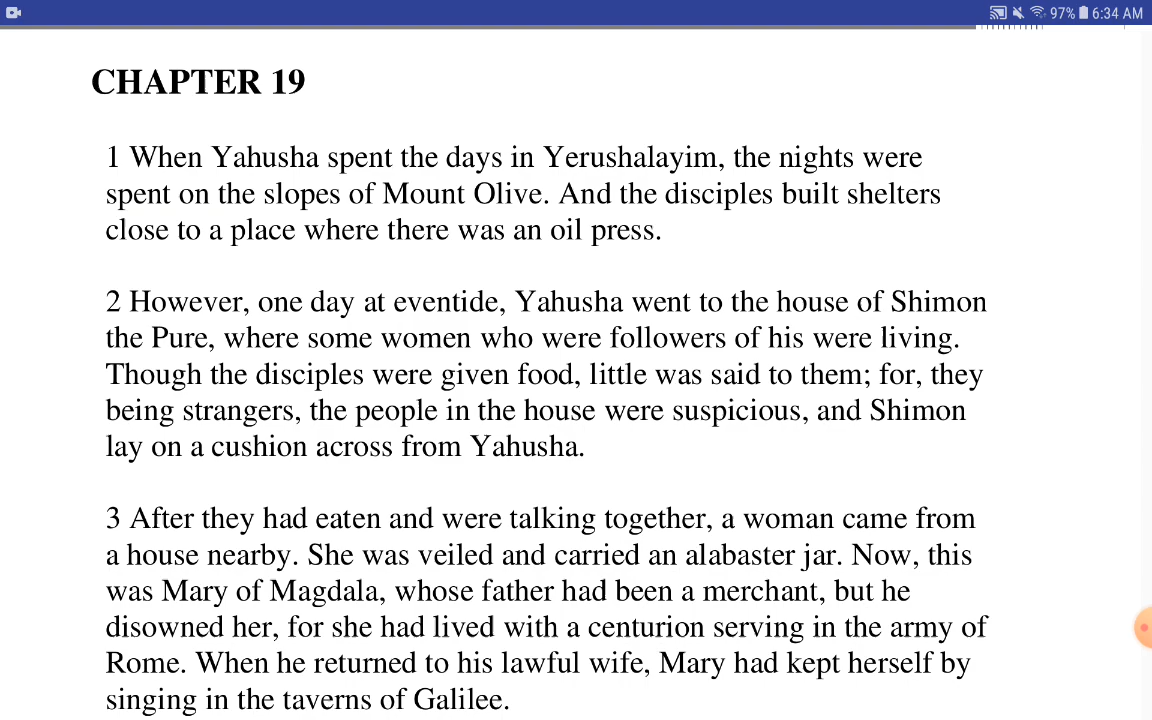 97% 6:34 AM
CHAPTER 19
1 When Yahusha spent the days in Yerushalayim, the nights were
spent on the slopes of Mount Olive. And the disciples built shelters
close to a place where there was an oil press.
2 However, one day at eventide, Yahusha went to the house of Shimon
the Pure, where some women who were followers of his were living.
Though the disciples were given food, little was said to them; for, they
being strangers, the people in the house were suspicious, and Shimon
lay on a cushion across from Yahusha.
3 After they had eaten and were talking together, a woman came from
a house nearby. She was veiled and carried an alabaster jar. Now, this
was Mary of Magdala, whose father had been a merchant, but he
disowned her, for she had lived with a centurion serving in the army of
Rome. When he returned to his lawful wife, Mary had kept herself by
singing in the taverns of Galilee.